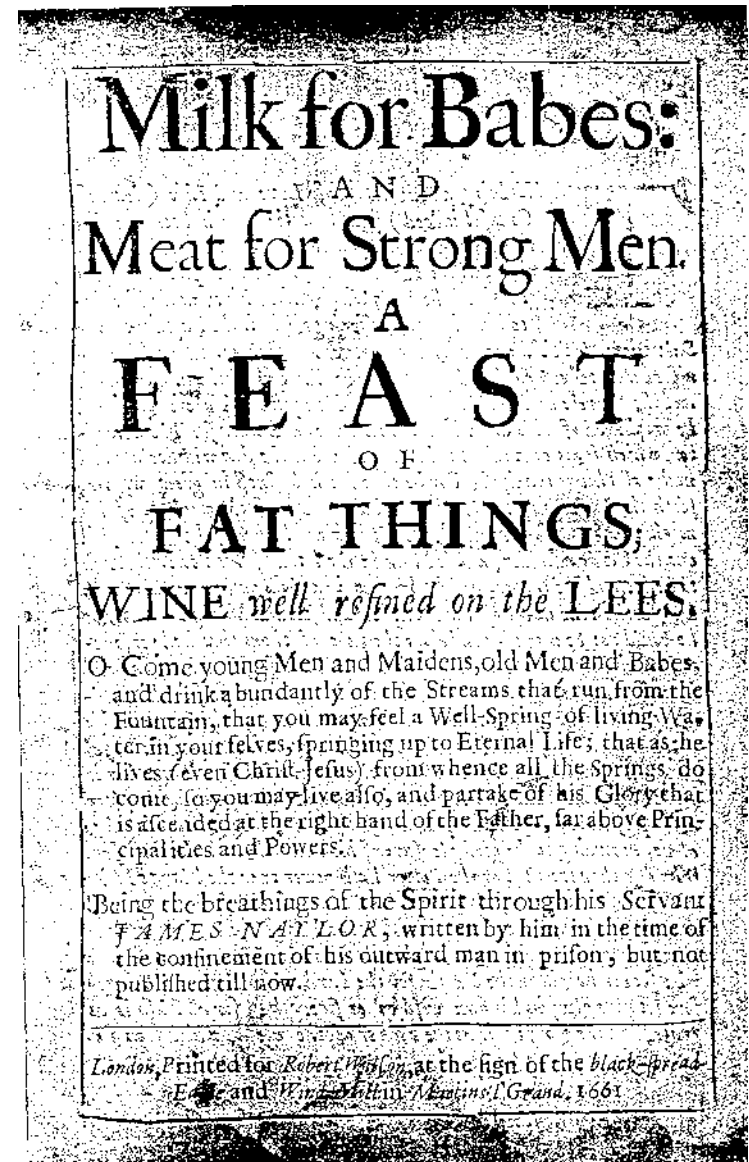 Milk for Babes:
AND
Meat for Strong Men.
A
FEAST
OF
FAT THINGS;
WINE well refined on the LEES.
O Come young Men and Maidens, old Men and Babes,
and drink abundantly of the Streams that run from the
Fountain, that you may feel a Well-Spring of living Wa-
ter in your ſelves, ſpringing up to Eternal Life; that as he
lives (even Chriſt Jeſus) from whence all the Springs do
come, ſo you may live alſo, and partake of his Glory that
is aſcended at the right hand of the Father, far above Prin-
cipalities and Powers.
Being the breathings of the Spirit through his Servant
JAMES NAYLOR, written by him in the time of
the confinement of his outward man in priſon, but not
publiſhed till now.
London, Printed for Robert Wilſon, at the ſign of the black-ſpread-
Eagle and Wind-Mill in Martins l'Grand. 1661